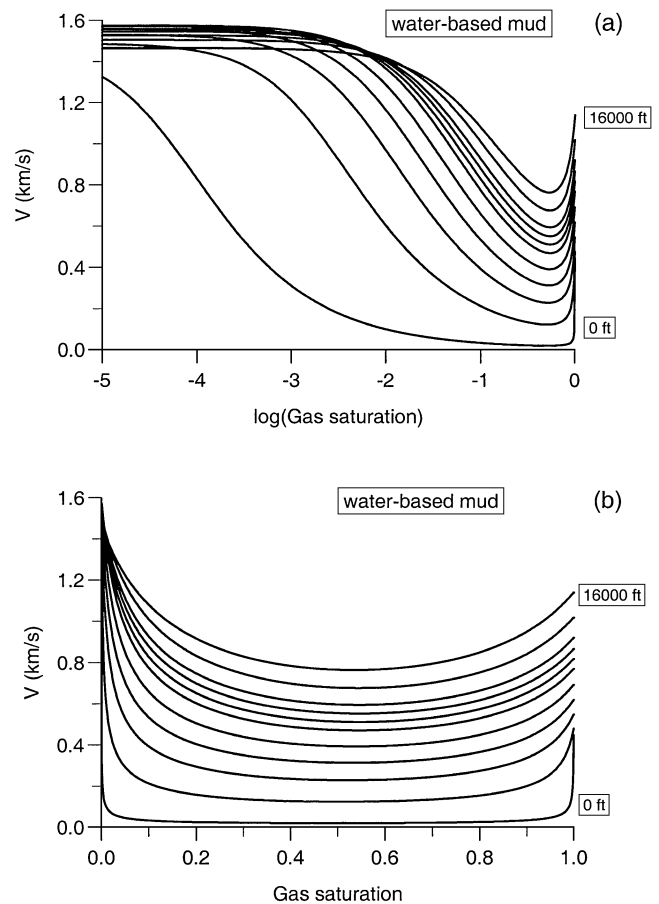 water-based mud
(a)
1.6
1.2
0.8
0.4
0.0
V (km/s)
16000 ft
0 ft
-5 -4 -3 -2 -1 0
log(Gas saturation)
water-based mud
(b)
1.6
1.2
0.8
0.4
0.0
V (km/s)
16000 ft
0 ft
0.0 0.2 0.4 0.6 0.8 1.0
Gas saturation